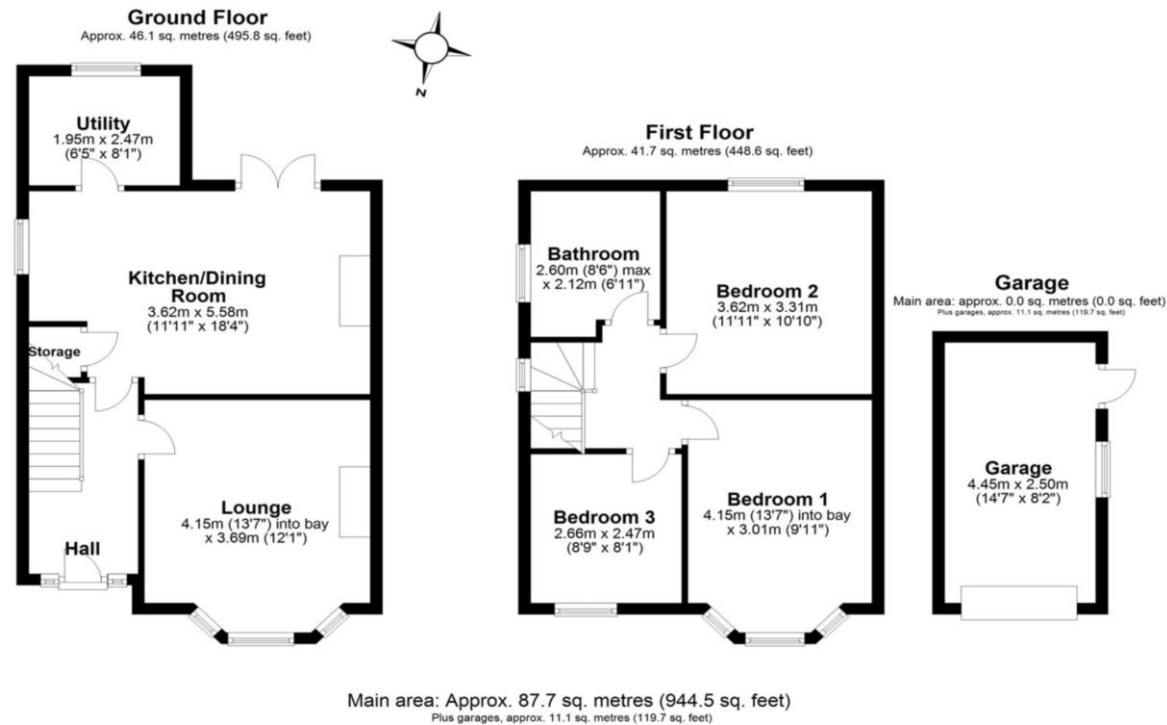 Ground Floor
Approx. 46.1 sq. metres (495.8 sq. feet)
N
Utility
1.95m x 2.47m
(6'5" x 8'1")
Kitchen/Dining
Room
3.62m x 5.58m
(11'11" x 18'4")
Storage
Lounge
4.15m (13'7") into bay
x 3.69m (12'1")
Hall
First Floor
Approx. 41.7 sq. metres (448.6 sq. feet)
Bathroom
2.60m (8'6") max
x 2.12m (6'11")
Bedroom 2
3.62m x 3.31m
(11'11" x 10'10")
Bedroom 3
2.66m x 2.47m
(8'9" x 8'1")
Bedroom 1
4.15m (13'7") into bay
x 3.01m (9'11")
Garage
Main area: approx. 0.0 sq. metres (0.0 sq. feet)
Plus garages, approx. 11.1 sq. metres (119.7 sq. feet)
Garage
4.45m x 2.50m
(14'7" x 8'2")
Main area: Approx. 87.7 sq. metres (944.5 sq. feet)
Plus garages, approx. 11.1 sq. metres (119.7 sq. feet)